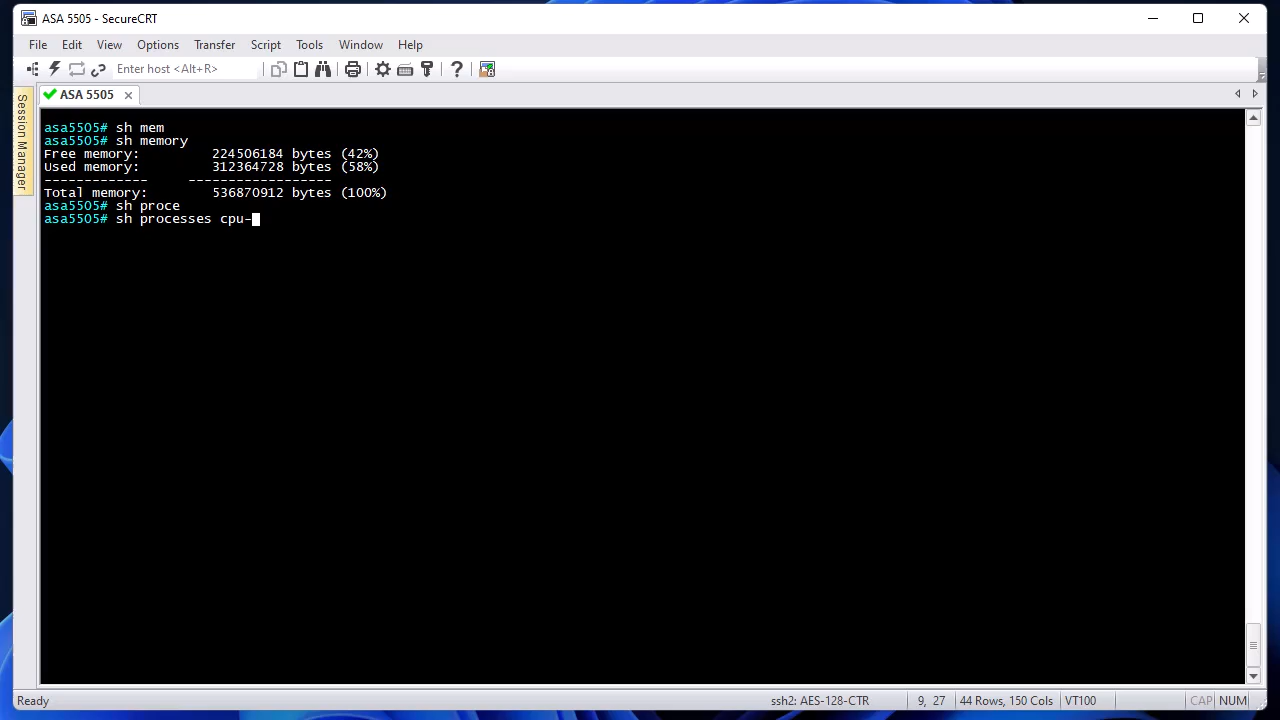 ASA 5505 - SecureCRT
File Edit View Options Transfer Script Tools Window Help
Enter host <Alt+R>
Session Manager
ASA 5505
asa5505# sh mem
asa5505# sh memory
Free memory:         224506184 bytes (42%)
Used memory:         312364728 bytes (58%)
-------------     ------------------
Total memory:        536870912 bytes (100%)
asa5505# sh proce
asa5505# sh processes cpu-
Ready ssh2: AES-128-CTR 9, 27 44 Rows, 150 Cols VT100 CAP NUM